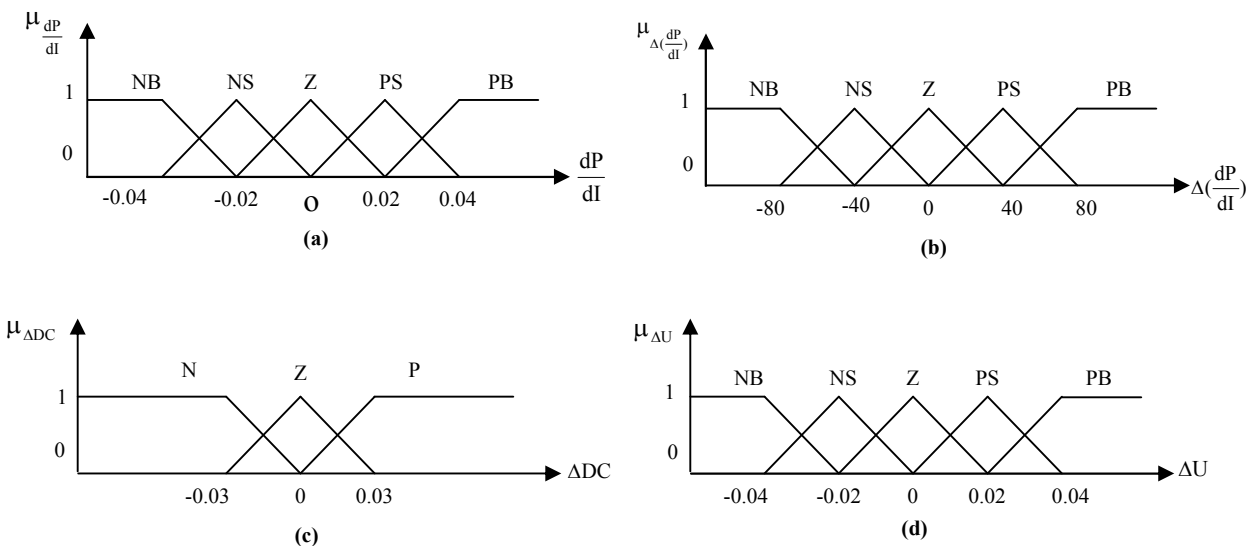 μ dP/dI
NB NS Z PS PB
1
0
dP/dI
-0.04 -0.02 O 0.02 0.04
(a)
μ Δ(dP/dI)
NB NS Z PS PB
1
0
Δ(dP/dI)
-80 -40 0 40 80
(b)
μ ΔDC
N Z P
1
0
ΔDC
-0.03 0 0.03
(c)
μ ΔU
NB NS Z PS PB
1
0
ΔU
-0.04 -0.02 0 0.02 0.04
(d)